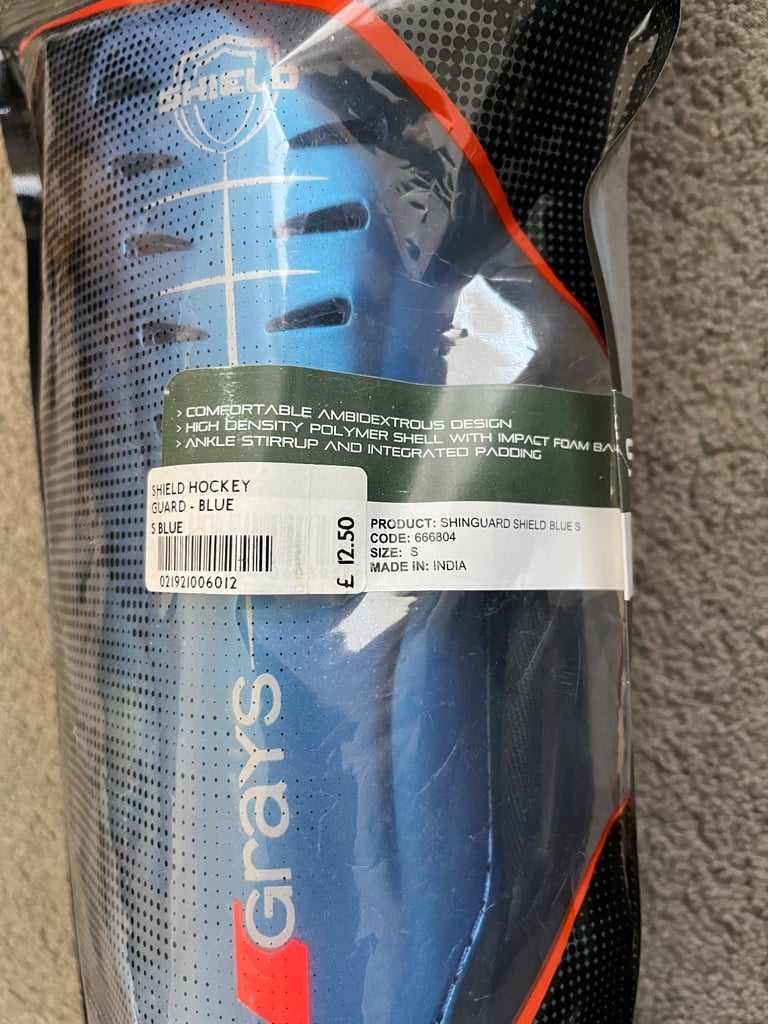 SHIELD
> COMFORTABLE AMBIDEXTROUS DESIGN
> HIGH DENSITY POLYMER SHELL WITH IMPACT FOAM
> ANKLE STIRRUP AND INTEGRATED PADDING
SHIELD HOCKEY
GUARD - BLUE
S BLUE
021921006012
£ 12.50
PRODUCT: SHINGUARD SHIELD BLUE S
CODE: 666804
SIZE: S
MADE IN: INDIA
Grays